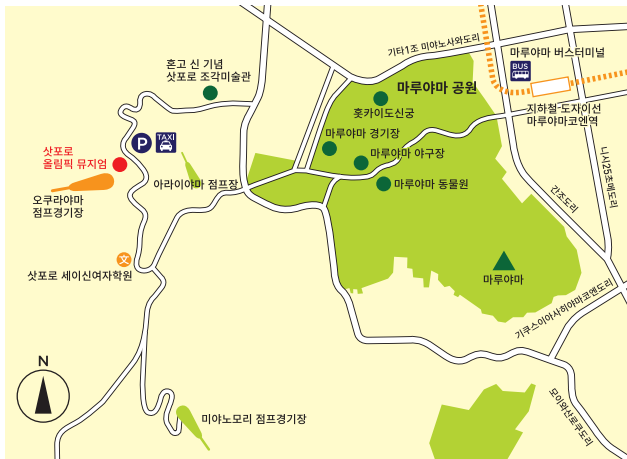 기타1조 미야노사와도리
혼고 신 기념
삿포로 조각미술관
마루야마 버스터미널
BUS
마루야마 공원
홋카이도신궁
지하철 도자이선
마루야마코엔역
마루야마 경기장
P
TAXI
마루야마 야구장
니시25초메도리
삿포로
올림픽 뮤지엄
아라이야마 점프장
마루야마 동물원
오쿠라야마
점프경기장
간조도리
文
삿포로 세이신여자학원
마루야마
기쿠스이아사히야마코엔도리
N
미야노모리 점프경기장
모이와산로쿠도리